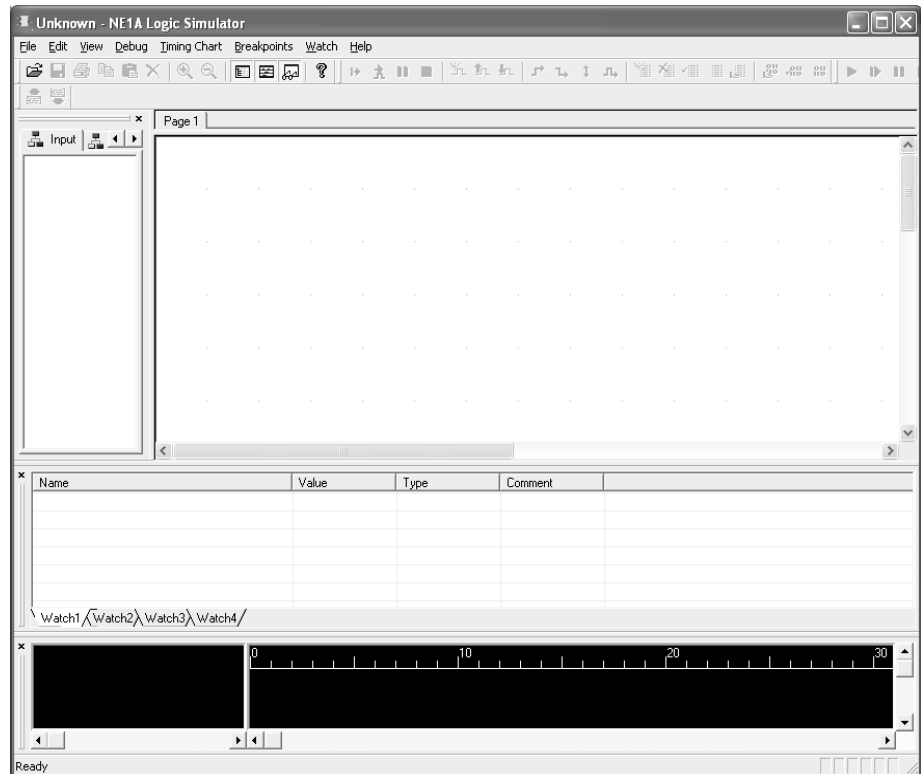 Unknown - NE1A Logic Simulator
File Edit View Debug Timing Chart Breakpoints Watch Help
Page 1
Input
Name Value Type Comment
Watch1 Watch2 Watch3 Watch4
0 10 20 30
Ready